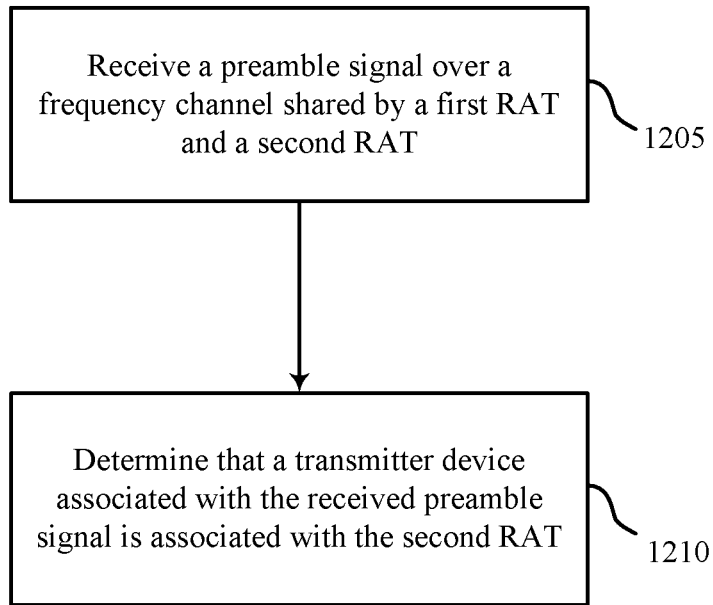 Receive a preamble signal over a
frequency channel shared by a first RAT
and a second RAT
1205
Determine that a transmitter device
associated with the received preamble
signal is associated with the second RAT
1210